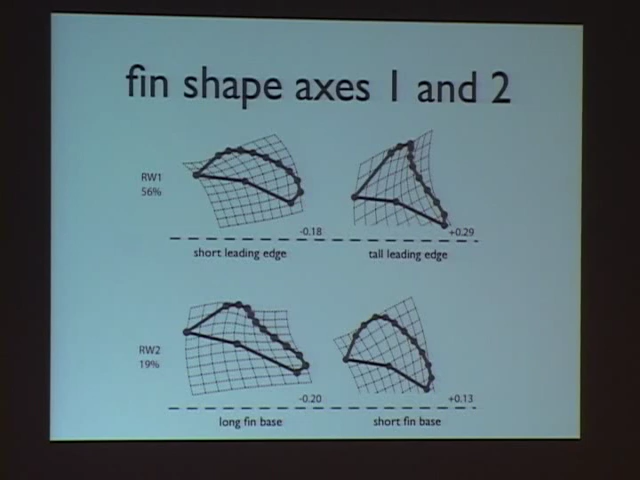 fin shape axes 1 and 2
RW1
56%
-0.18
+0.29
short leading edge
tall leading edge
RW2
19%
-0.20
+0.13
long fin base
short fin base